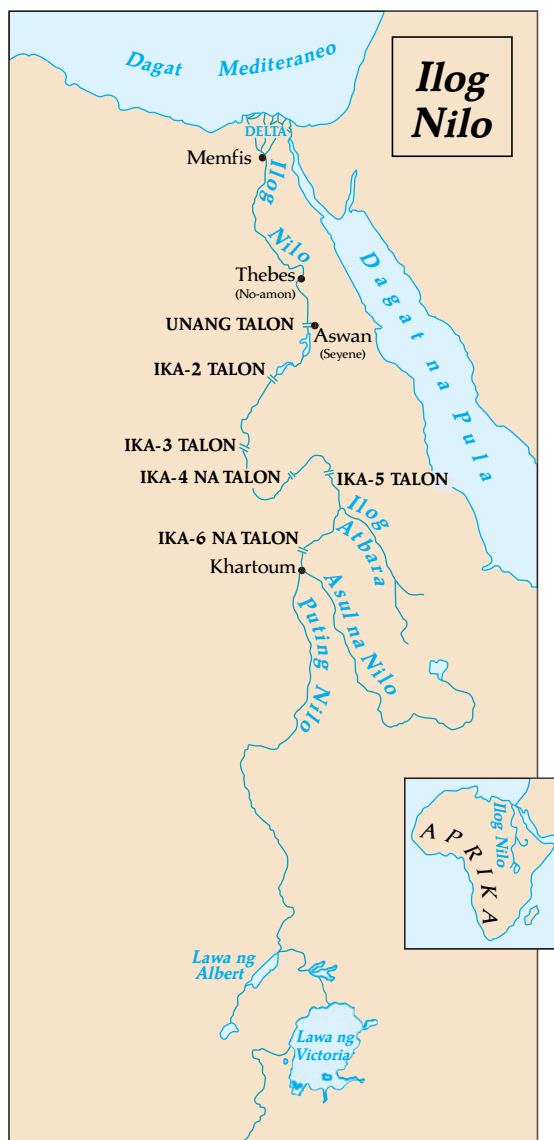 Dagat Mediteraneo
Ilog
Nilo
DELTA
Memfis
Ilog Nilo
Thebes
(No-amon)
Dagat na Pula
UNANG TALON
Aswan
(Seyene)
IKA-2 TALON
IKA-3 TALON
IKA-4 NA TALON
IKA-5 TALON
Ilog
Atbara
IKA-6 NA TALON
Khartoum
Asul na Nilo
Puting Nilo
Ilog Nilo
APRIKA
Lawa ng
Albert
Lawa ng
Victoria